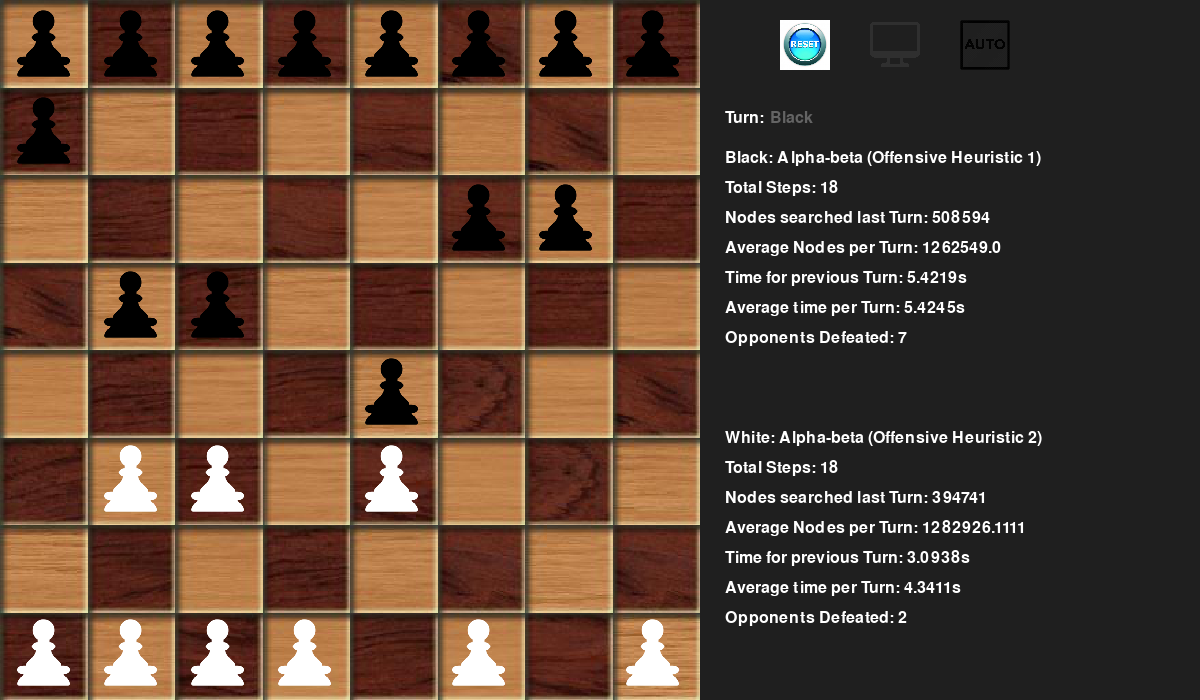 RESET
AUTO
Turn: Black
Black: Alpha-beta (Offensive Heuristic 1)
Total Steps: 18
Nodes searched last Turn: 508594
Average Nodes per Turn: 1262549.0
Time for previous Turn: 5.4219s
Average time per Turn: 5.4245s
Opponents Defeated: 7
White: Alpha-beta (Offensive Heuristic 2)
Total Steps: 18
Nodes searched last Turn: 394741
Average Nodes per Turn: 1282926.1111
Time for previous Turn: 3.0938s
Average time per Turn: 4.3411s
Opponents Defeated: 2